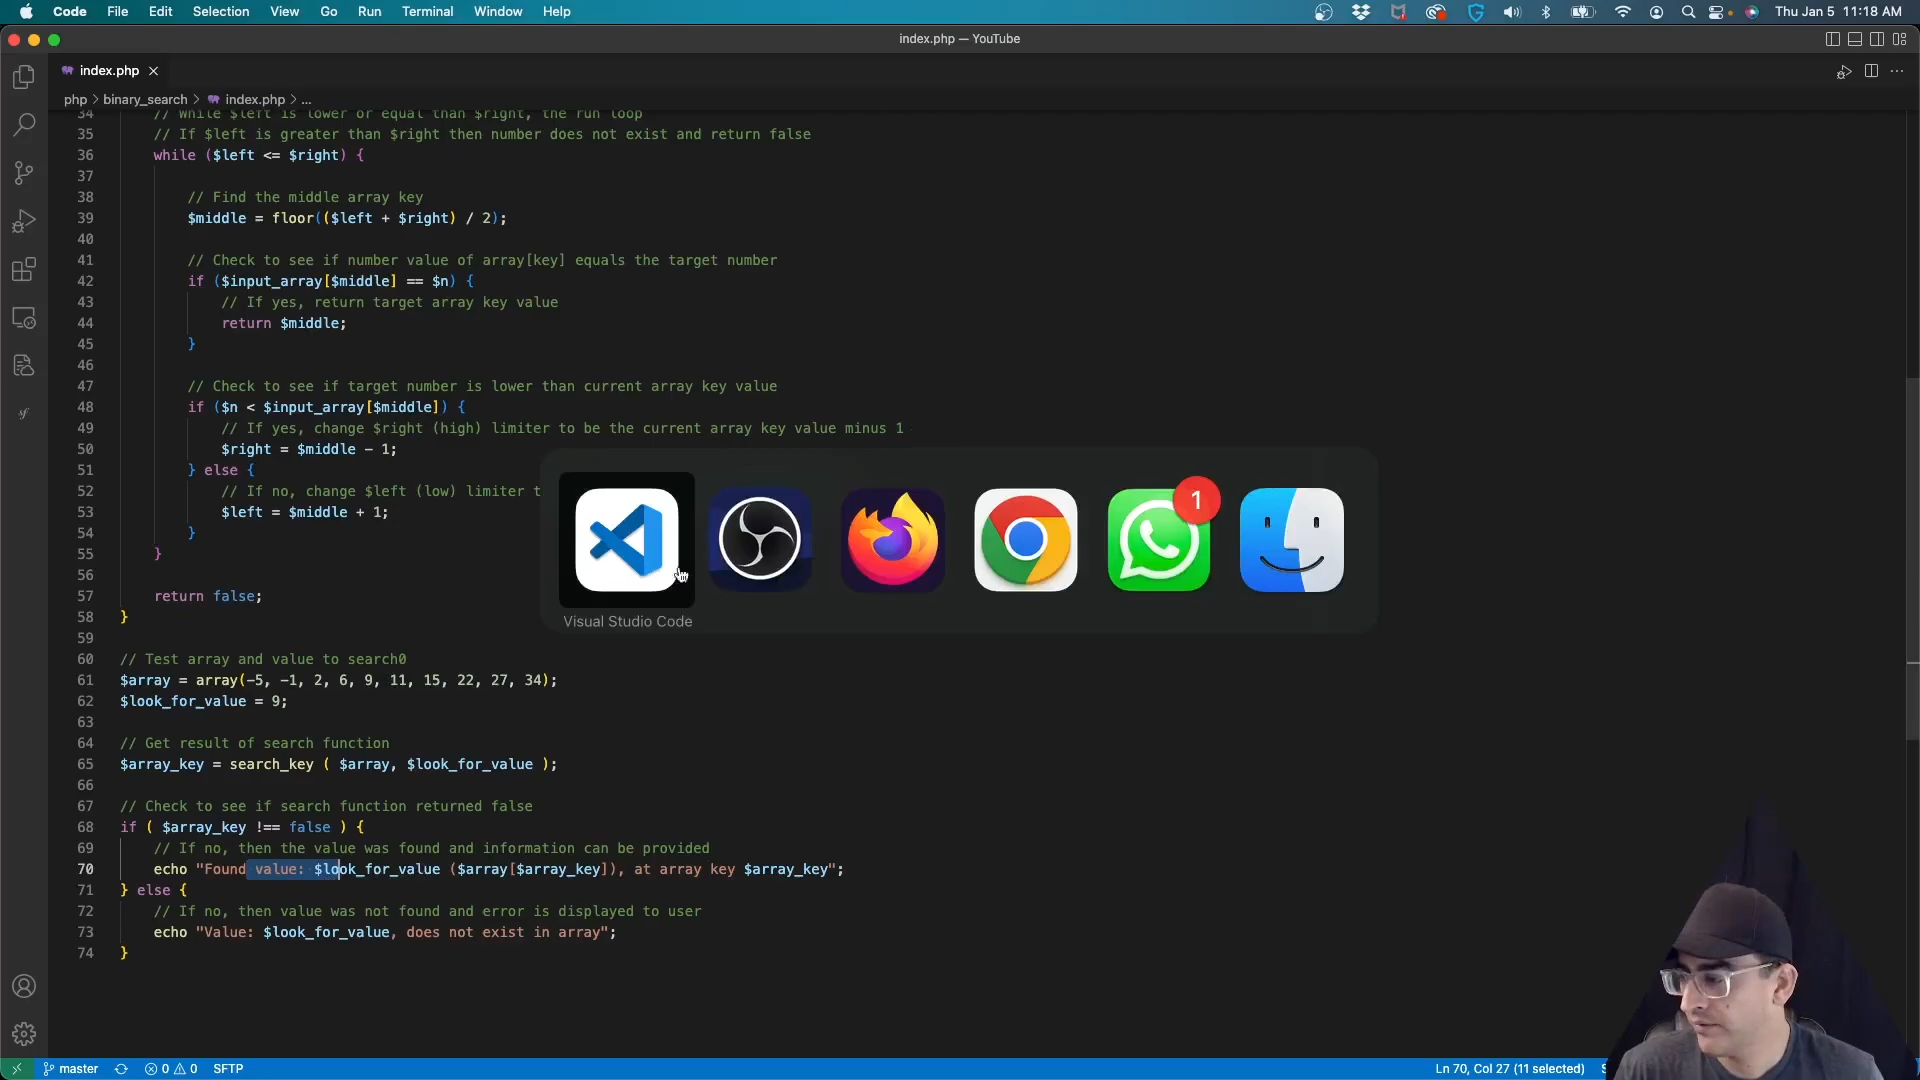 Code File Edit Selection View Go Run Terminal Window Help
Thu Jan 5 11:18 AM
index.php — YouTube
index.php
php > binary_search > index.php > ...
34 // While $left is lower or equal than $right, the run loop
35 // If $left is greater than $right then number does not exist and return false
36 while ($left <= $right) {
37
38 // Find the middle array key
39 $middle = floor(($left + $right) / 2);
40
41 // Check to see if number value of array[key] equals the target number
42 if ($input_array[$middle] == $n) {
43 // If yes, return target array key value
44 return $middle;
45 }
46
47 // Check to see if target number is lower than current array key value
48 if ($n < $input_array[$middle]) {
49 // If yes, change $right (high) limiter to be the current array key value minus 1
50 $right = $middle - 1;
51 } else {
52 // If no, change $left (low) limiter t
53 $left = $middle + 1;
54 }
55 }
56
57 return false;
58 }
59
60 // Test array and value to search0
61 $array = array(-5, -1, 2, 6, 9, 11, 15, 22, 27, 34);
62 $look_for_value = 9;
63
64 // Get result of search function
65 $array_key = search_key ( $array, $look_for_value );
66
67 // Check to see if search function returned false
68 if ( $array_key !== false ) {
69 // If no, then the value was found and information can be provided
70 echo "Found value: $look_for_value ($array[$array_key]), at array key $array_key";
71 } else {
72 // If no, then value was not found and error is displayed to user
73 echo "Value: $look_for_value, does not exist in array";
74 }
1
Visual Studio Code
master 0 0 SFTP
Ln 70, Col 27 (11 selected)